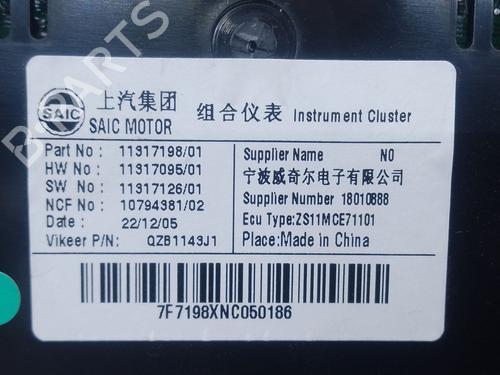 SAIC
上汽集团
SAIC MOTOR
组合仪表 Instrument Cluster
Part No : 11317198/01
HW No : 11317095/01
SW No : 11317126/01
NCF No : 10794381/02
Date : 22/12/05
Vikeer P/N: QZB1143J1
Supplier Name NO
宁波威奇尔电子有限公司
Supplier Number 18010888
Ecu Type:ZS11MCE71101
Place:Made in China
7F7198XNC050186
B-PARTS